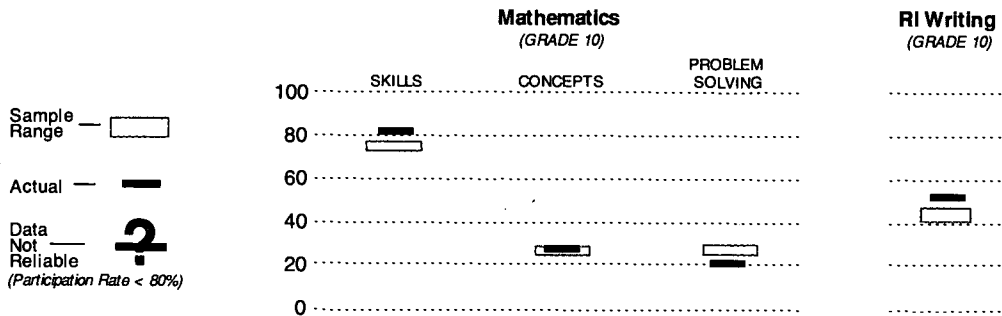 Mathematics
(GRADE 10)
RI Writing
(GRADE 10)
SKILLS
CONCEPTS
PROBLEM
SOLVING
100
80
60
40
20
0
Sample
Range
Actual
Data
Not
Reliable
?
(Participation Rate < 80%)